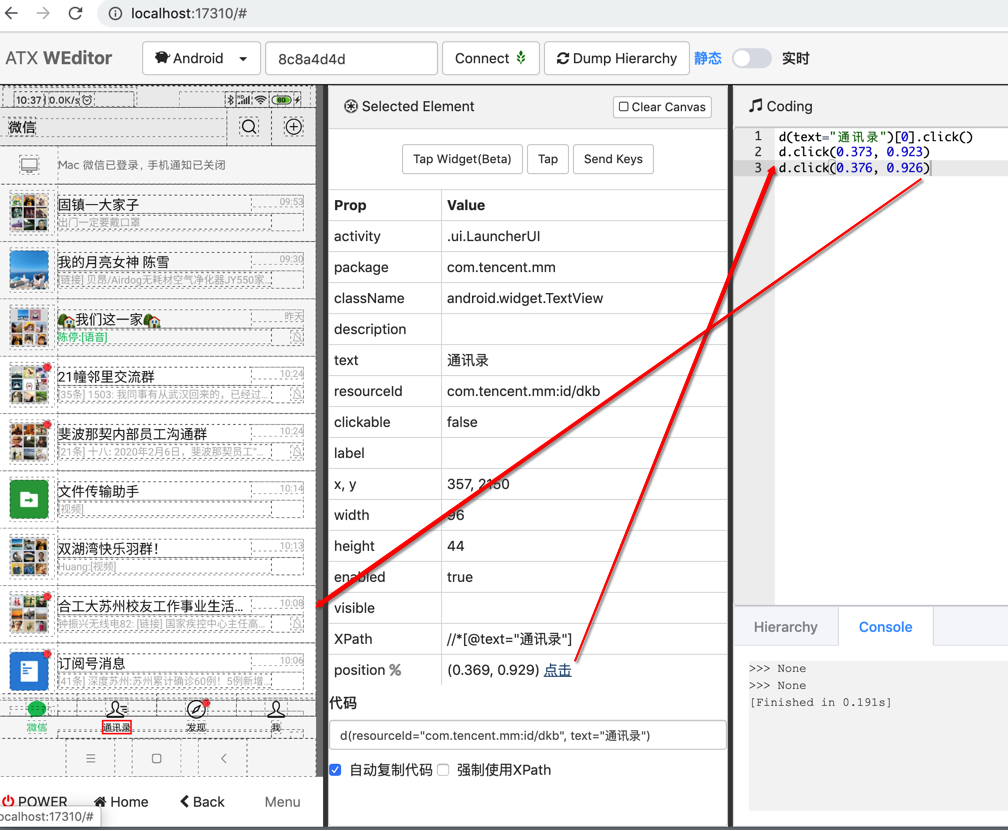 localhost:17310/#
ATX WEditor
Android
8c8a4d4d
Connect
Dump Hierarchy
静态
实时
10:37 0.0K/s
80
微信
Mac 微信已登录，手机通知已关闭
固镇一大家子
09:53
出门一定要戴口罩
我的月亮女神 陈雪
09:30
[链接] 贝昂/Airdog无耗材空气净化器JY550家...
我们这一家
昨天
陈停:[语音]
21幢邻里交流群
10:24
[35条] 1503: 我同事有从武汉回来的，已经过...
斐波那契内部员工沟通群
10:24
[21条] 十八: 2020年2月6日，斐波那契员工"...
文件传输助手
10:14
[视频]
双湖湾快乐羽群！
10:13
Huang:[视频]
合工大苏州校友工作事业生活...
10:08
钟振兴无线电82: [链接] 国家疾控中心主任高...
订阅号消息
10:06
[41条] 深度苏州:苏州累计确诊60例！ 5例新增...
微信
通讯录
发现
我
POWER
Home
Back
Menu
ocalhost:17310/#
Selected Element
Clear Canvas
Tap Widget(Beta)
Tap
Send Keys
Prop Value
activity .ui.LauncherUI
package com.tencent.mm
className android.widget.TextView
description
text 通讯录
resourceId com.tencent.mm:id/dkb
clickable false
label
x, y 357, 2150
width 96
height 44
enabled true
visible
XPath //*[@text="通讯录"]
position % (0.369, 0.929) 点击
代码
d(resourceId="com.tencent.mm:id/dkb", text="通讯录")
自动复制代码 强制使用XPath
Coding
1 d(text="通讯录")[0].click()
2 d.click(0.373, 0.923)
3 d.click(0.376, 0.926)
Hierarchy
Console
>>> None
>>> None
[Finished in 0.191s]